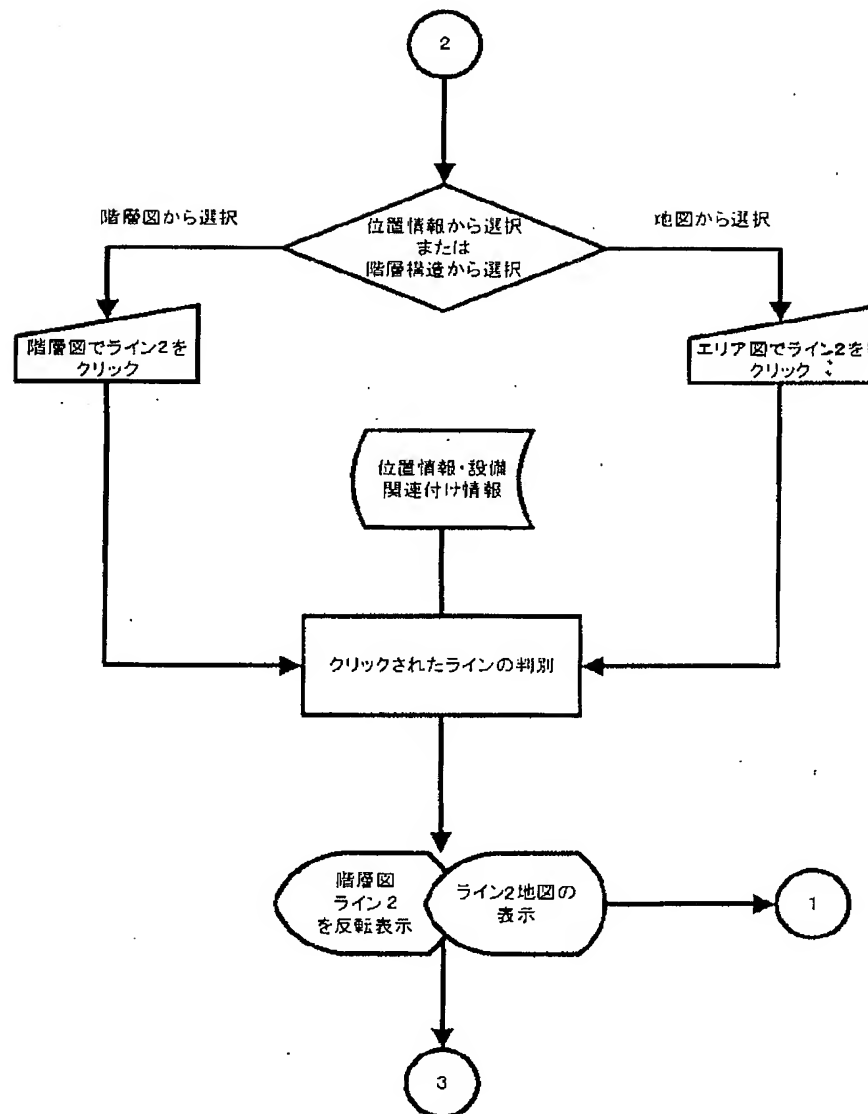 2
階層図から選択
位置情報から選択
または
階層構造から選択
地図から選択
階層図でライン2を
クリック
エリア図でライン2を
クリック
位置情報・設備
関連付け情報
クリックされたラインの判別
階層図
ライン2
を反転表示
ライン2地図の
表示
1
3